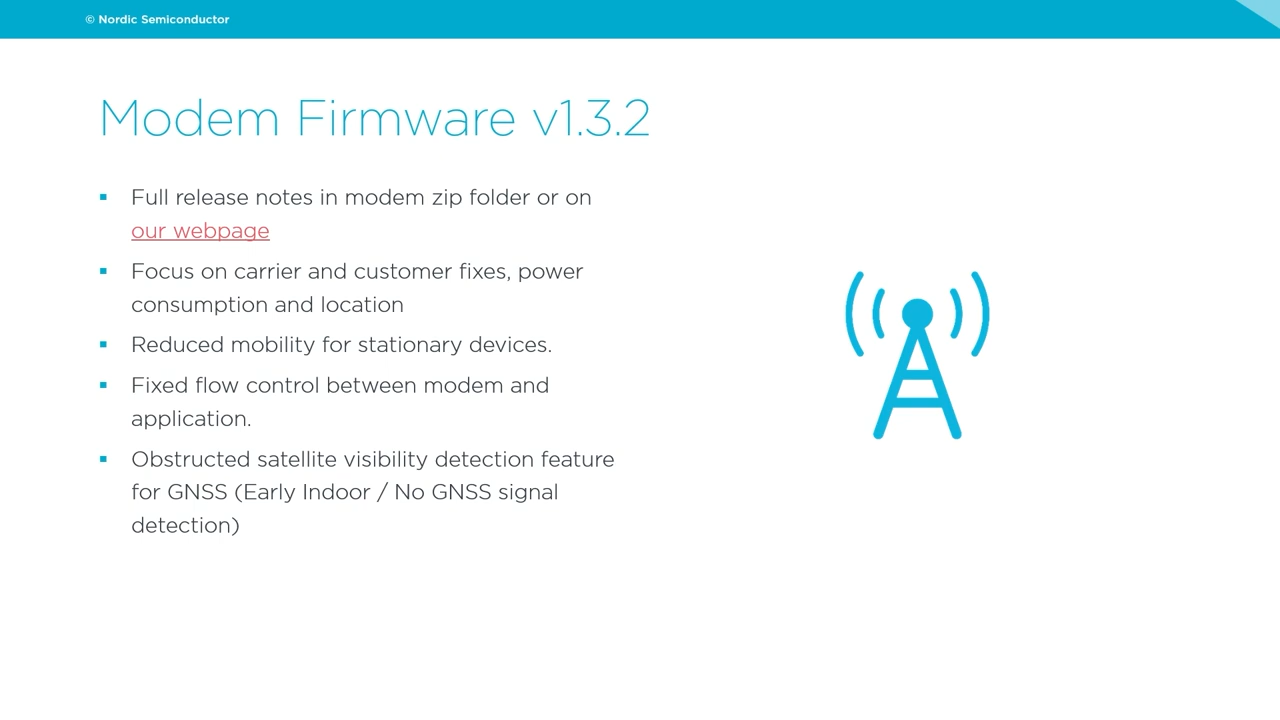 © Nordic Semiconductor
Modem Firmware v1.3.2
Full release notes in modem zip folder or on
our webpage
Focus on carrier and customer fixes, power
consumption and location
Reduced mobility for stationary devices.
Fixed flow control between modem and
application.
Obstructed satellite visibility detection feature
for GNSS (Early Indoor / No GNSS signal
detection)